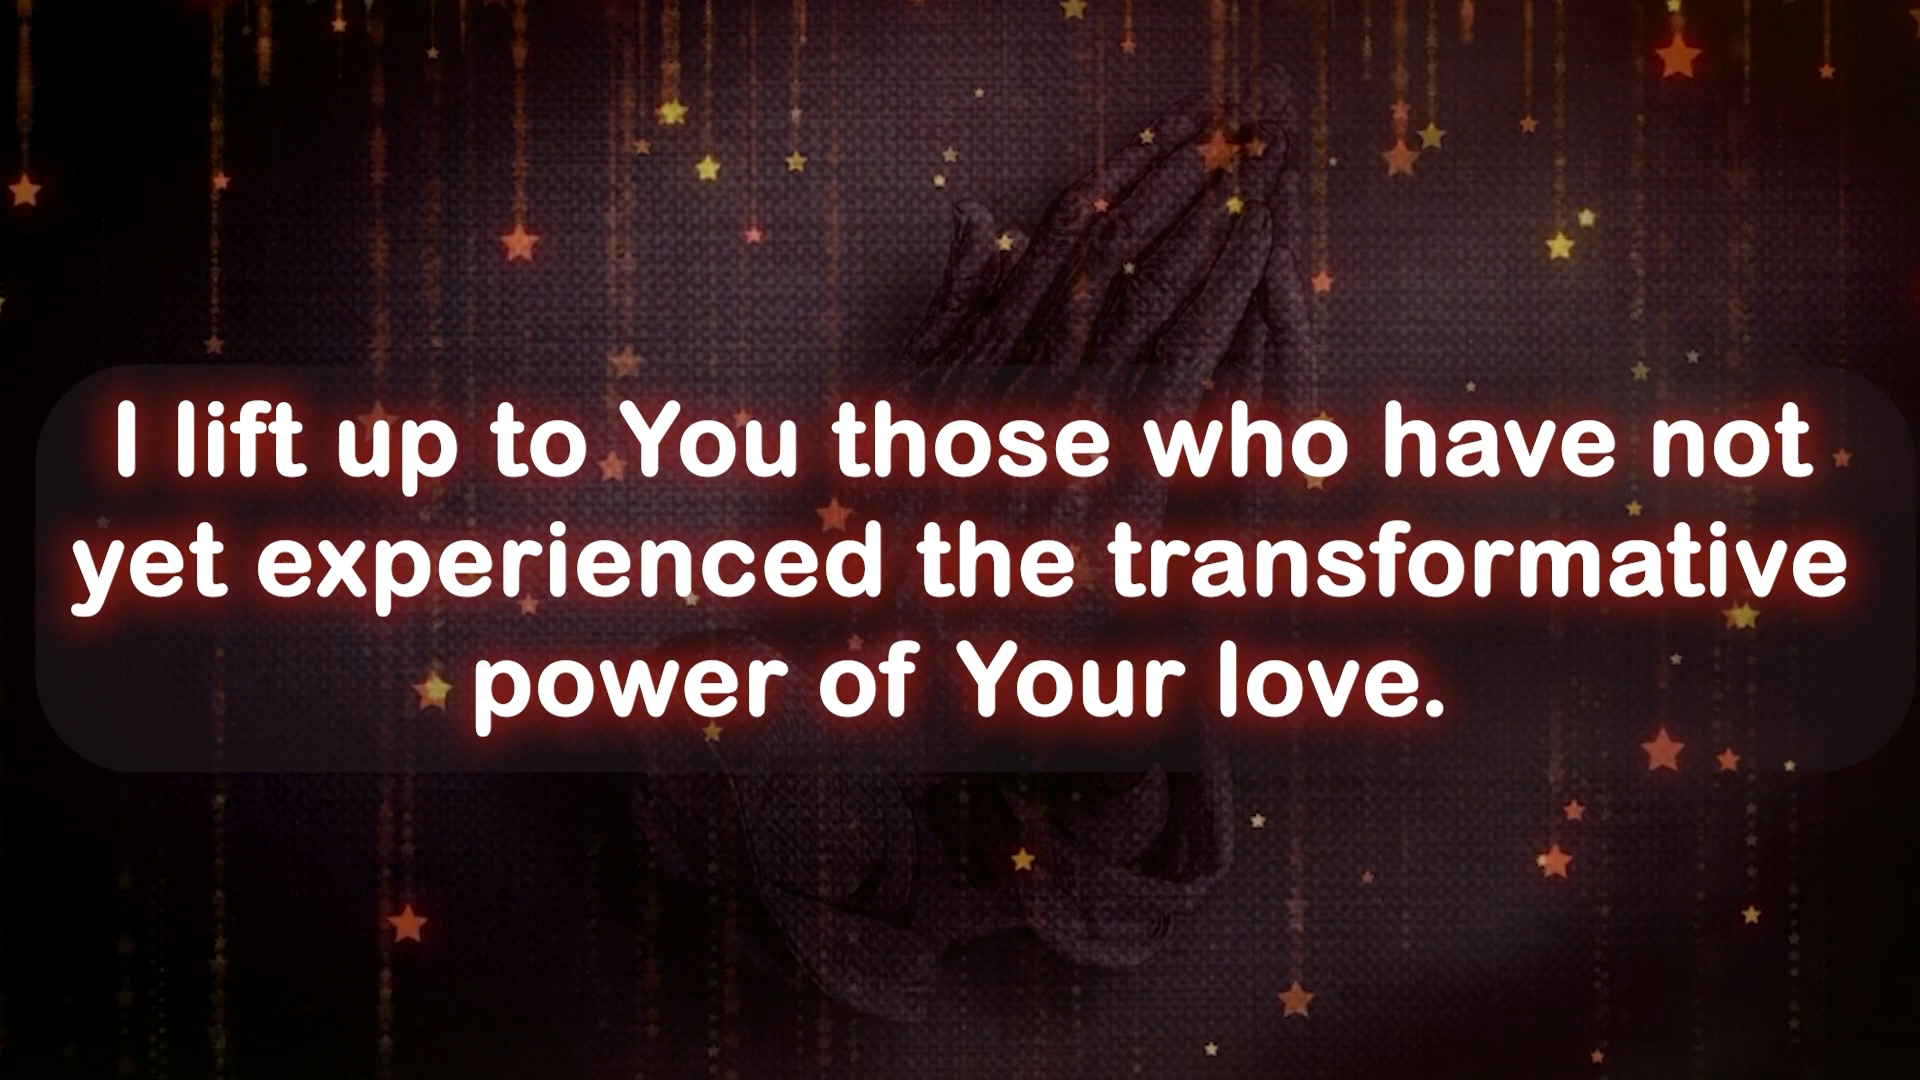 I lift up to You those who have not
yet experienced the transformative
power of Your love.